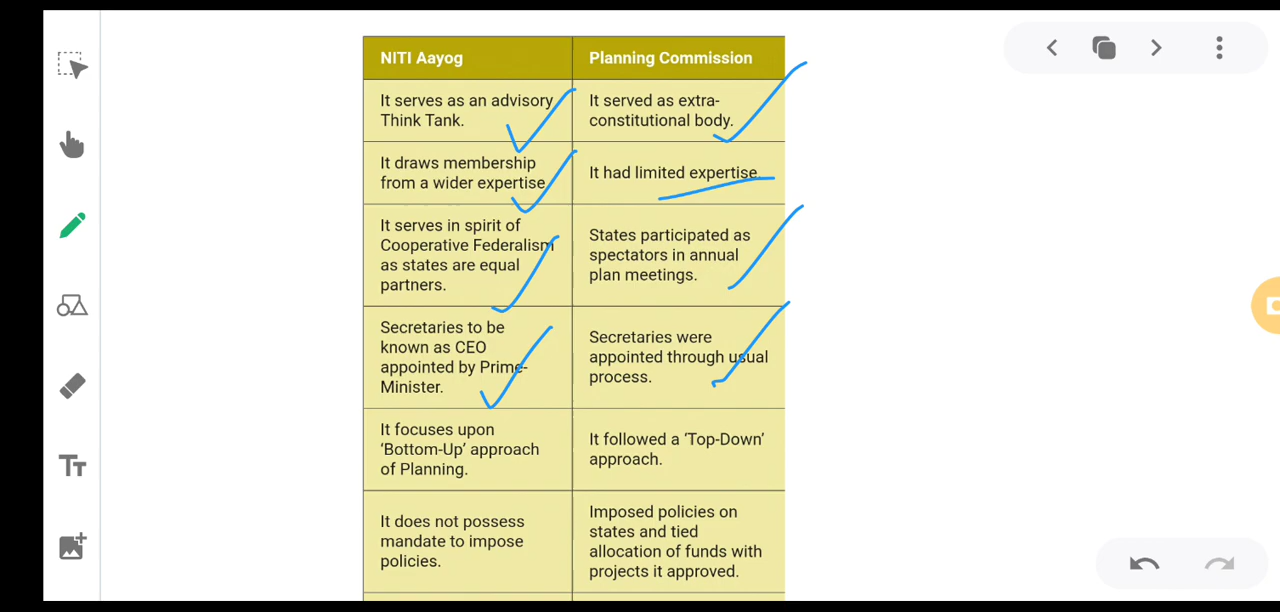 NITI Aayog
Planning Commission
It serves as an advisory
Think Tank.
It served as extra-
constitutional body.
It draws membership
from a wider expertise
It had limited expertise.
It serves in spirit of
Cooperative Federalism
as states are equal
partners.
States participated as
spectators in annual
plan meetings.
Secretaries to be
known as CEO
appointed by Prime-
Minister.
Secretaries were
appointed through usual
process.
It focuses upon
‘Bottom-Up’ approach
of Planning.
It followed a ‘Top-Down’
approach.
It does not possess
mandate to impose
policies.
Imposed policies on
states and tied
allocation of funds with
projects it approved.
TT